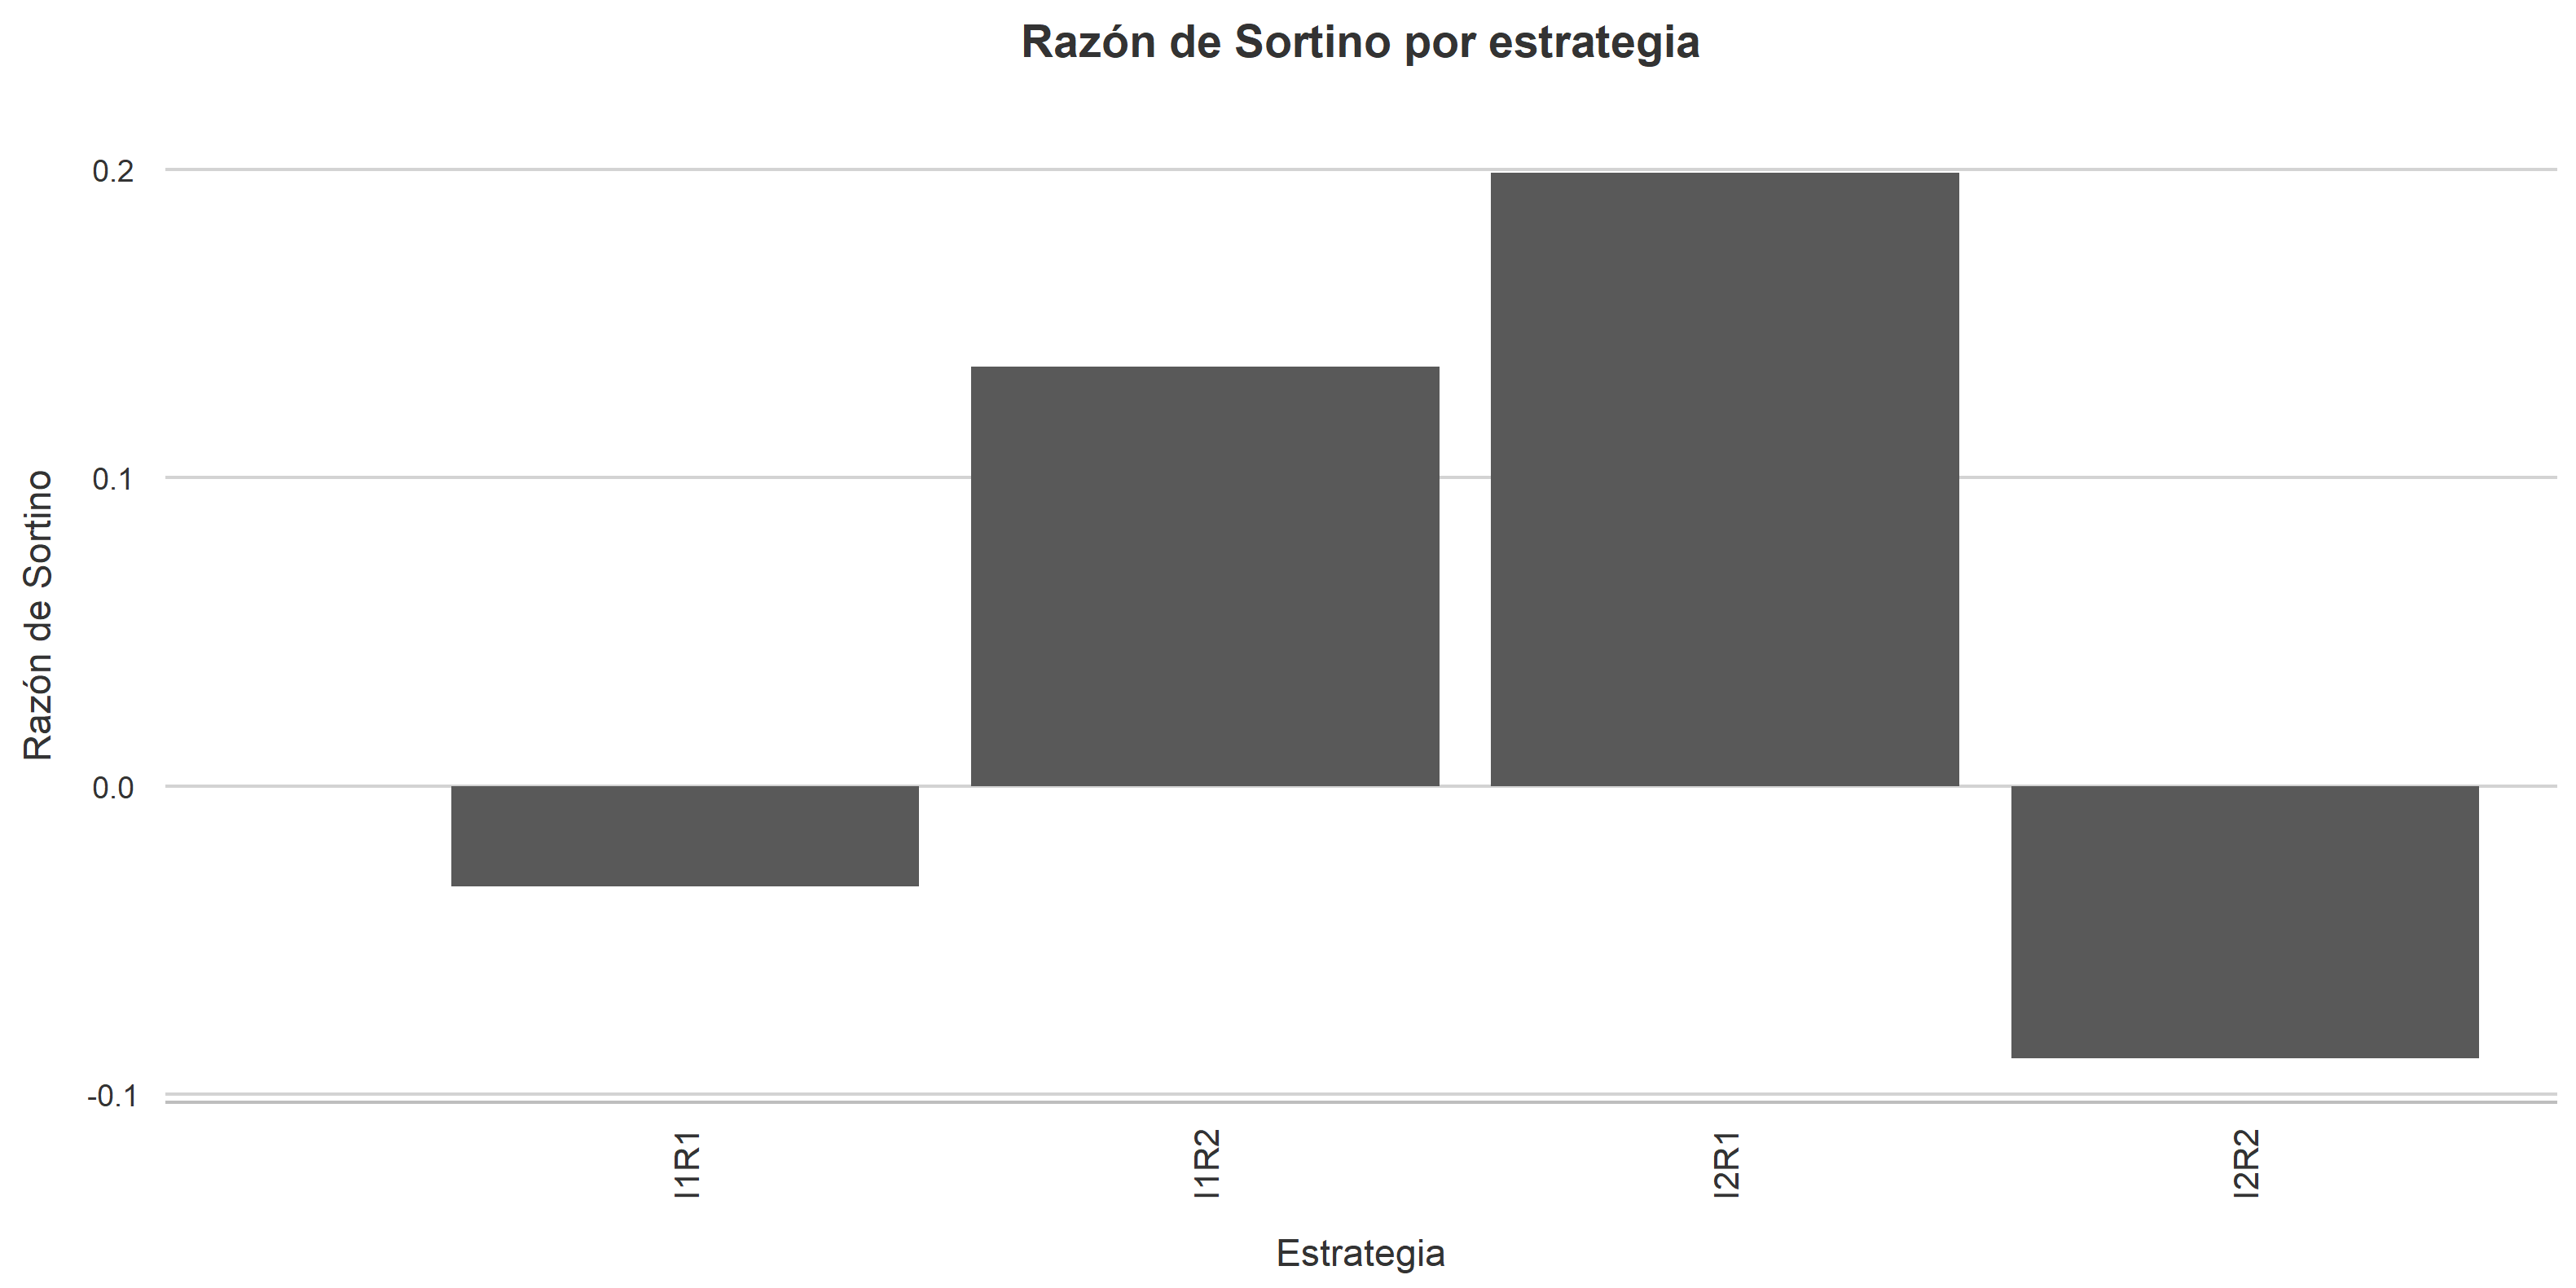 Razón de Sortino por estrategia
Razón de Sortino
0.2
0.1
0.0
-0.1
I1R1
I1R2
I2R1
I2R2
Estrategia